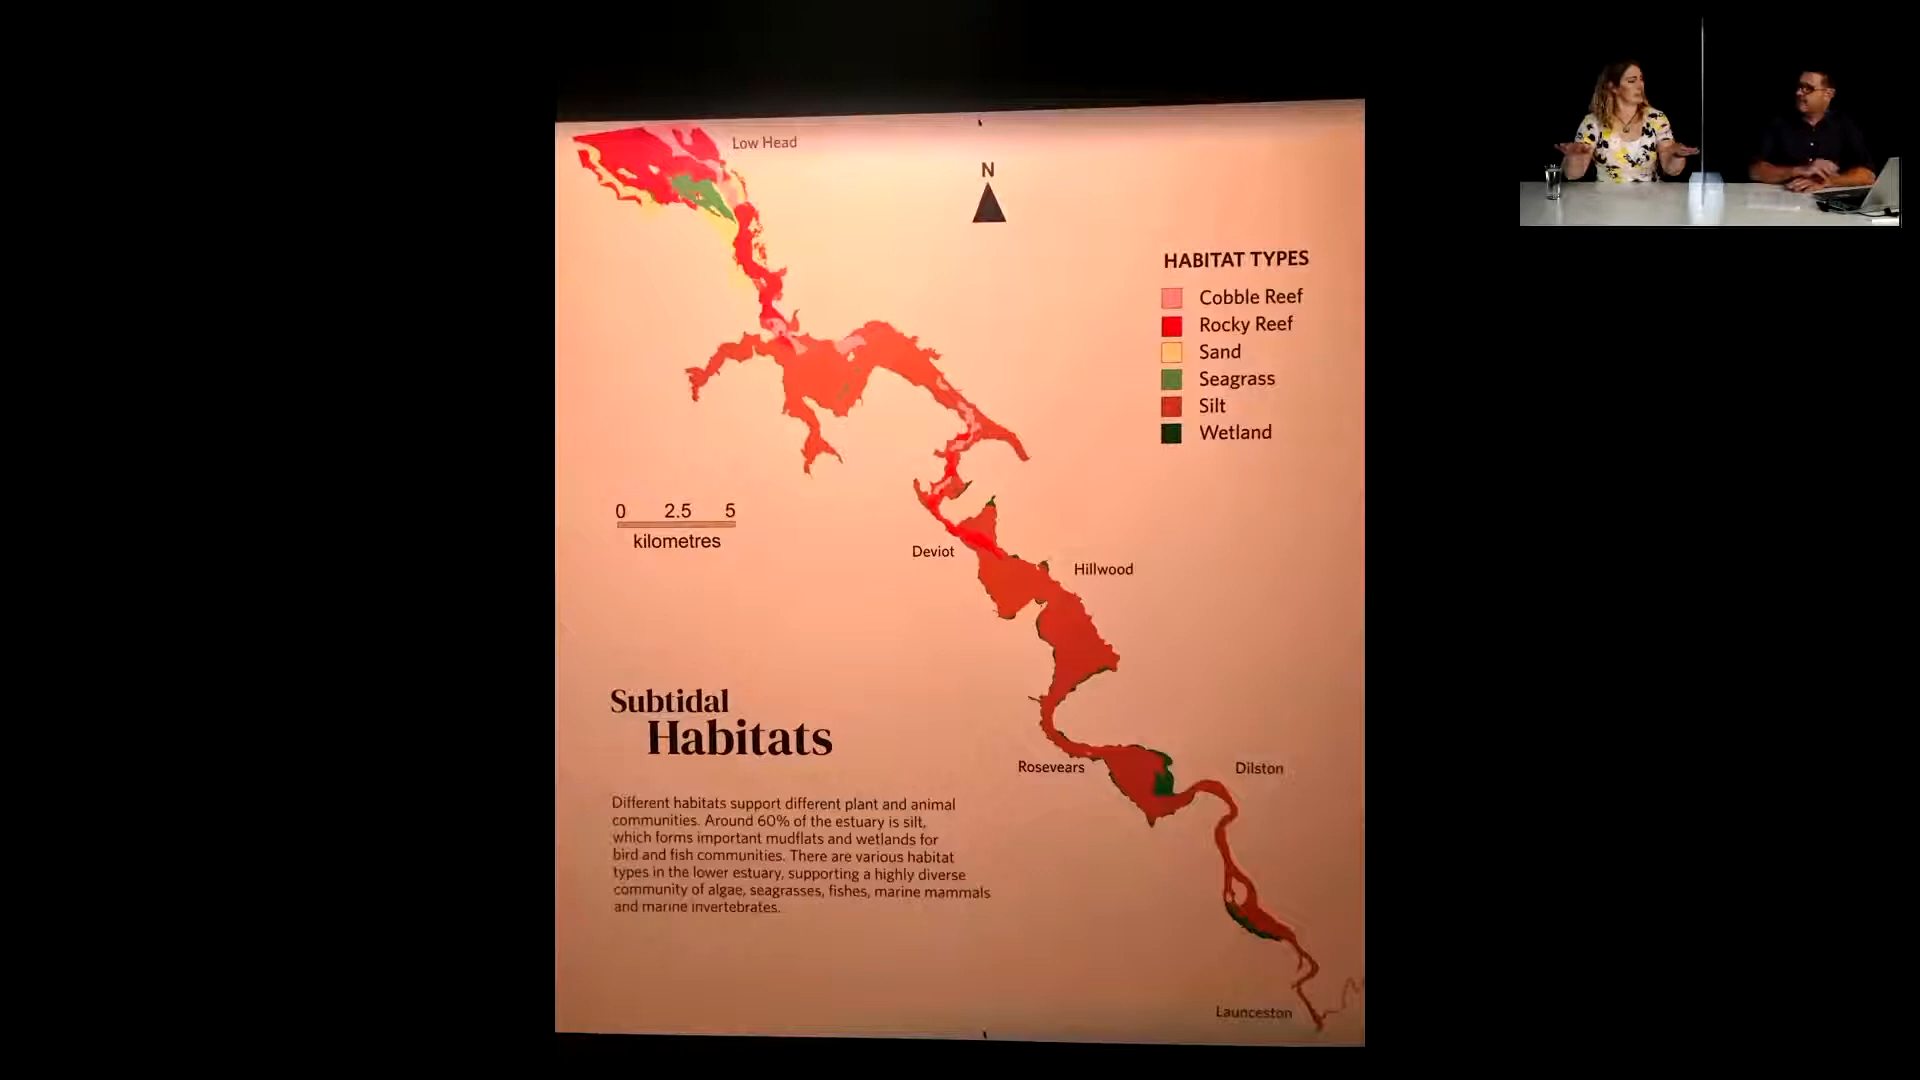 Low Head
N
HABITAT TYPES
Cobble Reef
Rocky Reef
Sand
Seagrass
Silt
Wetland
0 2.5 5
kilometres
Deviot
Hillwood
Subtidal
Habitats
Rosevears
Dilston
Different habitats support different plant and animal
communities. Around 60% of the estuary is silt,
which forms important mudflats and wetlands for
bird and fish communities. There are various habitat
types in the lower estuary, supporting a highly diverse
community of algae, seagrasses, fishes, marine mammals
and marine invertebrates.
Launceston